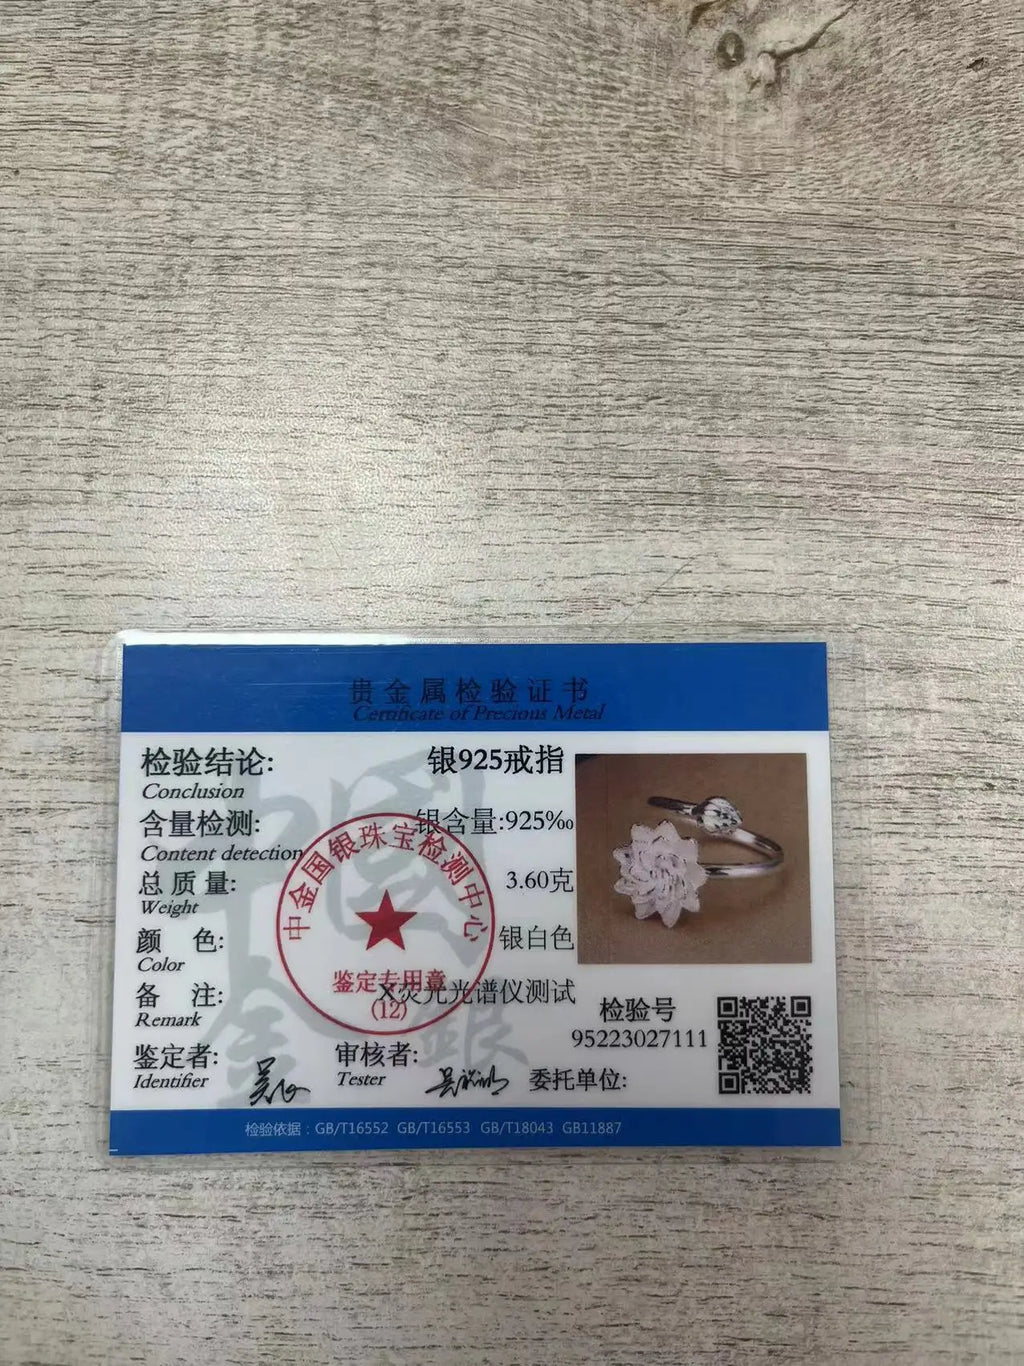 贵金属检验证书
Certificate of Precious Metal
检验结论: 银925戒指
Conclusion
含量检测: 银含量:925‰
Content detection
总质量: 3.60克
Weight
颜 色: 银白色
Color
备 注: X荧光光谱仪测试
Remark
中金国银珠宝检测中心
鉴定专用章
(12)
检验号
95223027111
鉴定者: 审核者: 委托单位:
Identifier Tester
检验依据：GB/T16552 GB/T16553 GB/T18043 GB11887
中國金銀